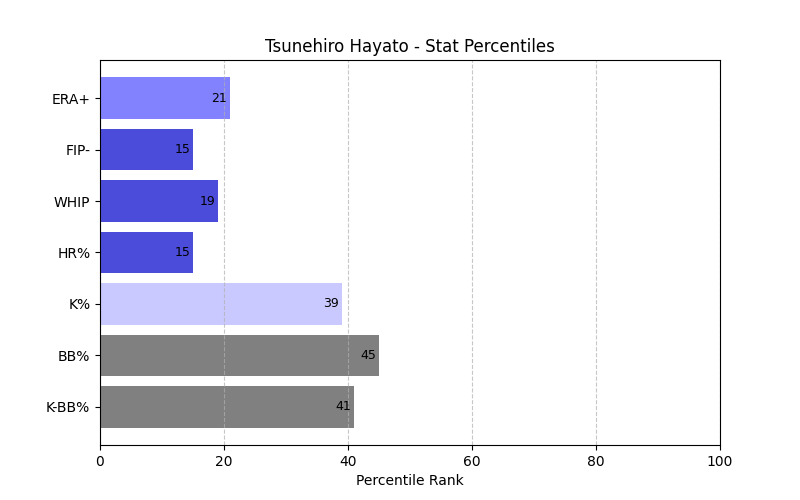 Tsunehiro Hayato - Stat Percentiles
ERA+ 21
FIP- 15
WHIP 19
HR% 15
K% 39
BB% 45
K-BB% 41
0 20 40 60 80 100
Percentile Rank